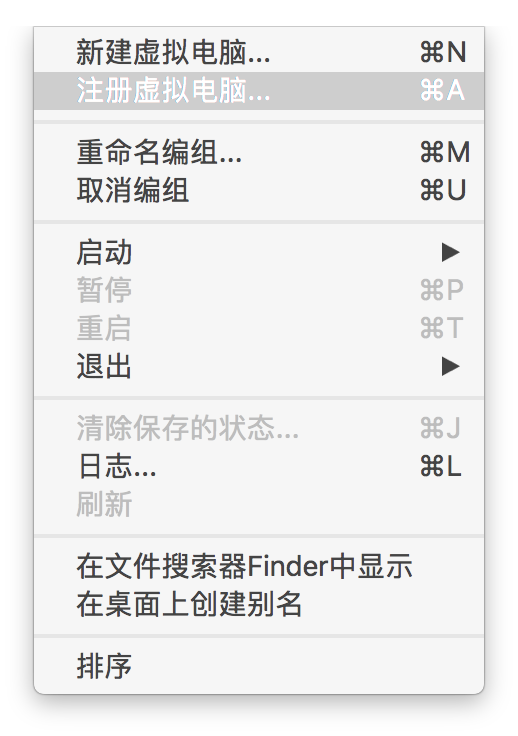 新建虚拟电脑... ⌘N
注册虚拟电脑... ⌘A
重命名编组... ⌘M
取消编组 ⌘U
启动 ▶
暂停 ⌘P
重启 ⌘T
退出 ▶
清除保存的状态... ⌘J
日志... ⌘L
刷新
在文件搜索器Finder中显示
在桌面上创建别名
排序